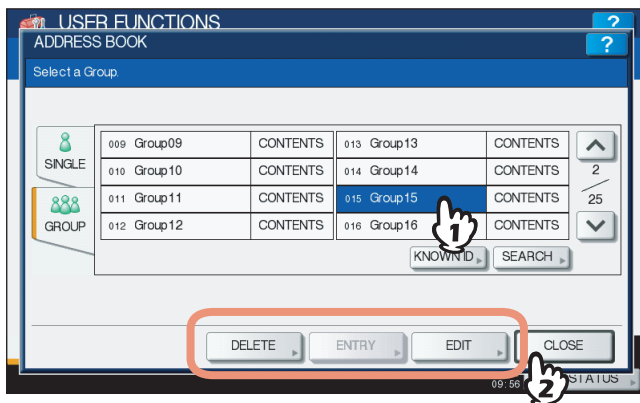 USER FUNCTIONS ?
ADDRESS BOOK ?
Select a Group.
SINGLE
GROUP
009 Group09 CONTENTS 013 Group13 CONTENTS
010 Group10 CONTENTS 014 Group14 CONTENTS
011 Group11 CONTENTS 015 Group15 CONTENTS
012 Group12 CONTENTS 016 Group16 CONTENTS
2
25
1
KNOWN ID SEARCH
DELETE ENTRY EDIT CLOSE
09:56 STATUS
2